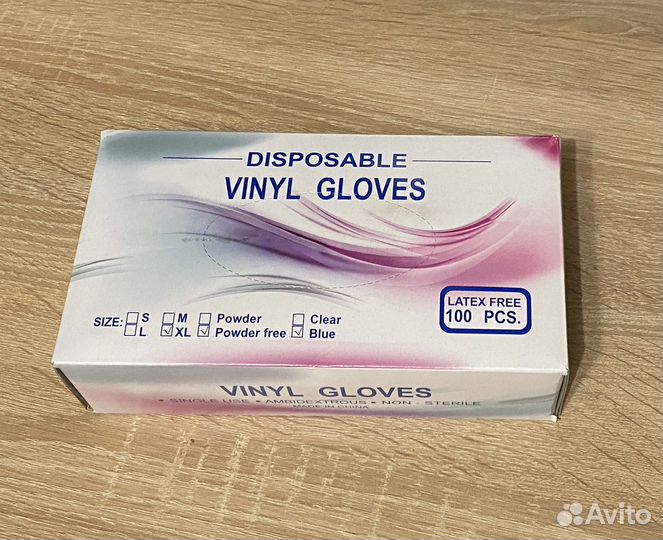 DISPOSABLE
VINYL GLOVES
LATEX FREE
100 PCS.
SIZE: S M Powder Clear
L XL Powder free Blue
VINYL GLOVES
• SINGLE USE • AMBIDEXTROUS • NON - STERILE
MADE IN CHINA
Avito